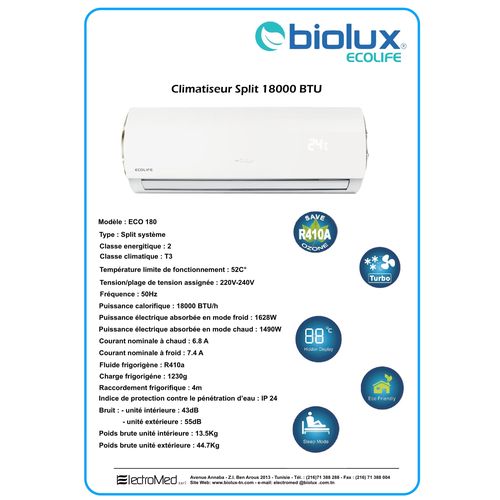 biolux®
ECOLIFE
Climatiseur Split 18000 BTU
24c
ECOLIFE
Modèle : ECO 180
Type : Split système
Classe energitique : 2
Classe climatique : T3
Température limite de fonctionnement : 52C°
Tension/plage de tension assignée : 220V-240V
Fréquence : 50Hz
Puissance calorifique : 18000 BTU/h
Puissance électrique absorbée en mode froid : 1628W
Puissance électrique absorbée en mode chaud : 1490W
Courant nominale à chaud : 6.8 A
Courant nominale à froid : 7.4 A
Fluide frigorigène : R410a
Charge frigorigéne : 1230g
Raccordement frigorifique : 4m
Indice de protection contre le pénétration d'eau : IP 24
Bruit : - unité intérieure : 43dB
- unité extérieure : 55dB
Poids brute unité intérieure : 13.5Kg
Poids brute unité extérieure : 44.7Kg
SAVE
R410A
OZONE
Turbo
88 °C
Hidden Display
Eco Friendly
Sleep Mode
ElectroMed s.a.r.l
Avenue Annaba - Z.I. Ben Arous 2013 - Tunisie - Tél. : (216)71 388 288 - Fax : (216) 71 388 004
Site Web : www.biolux-tn.com - e-mail: electromed @biolux .com.tn